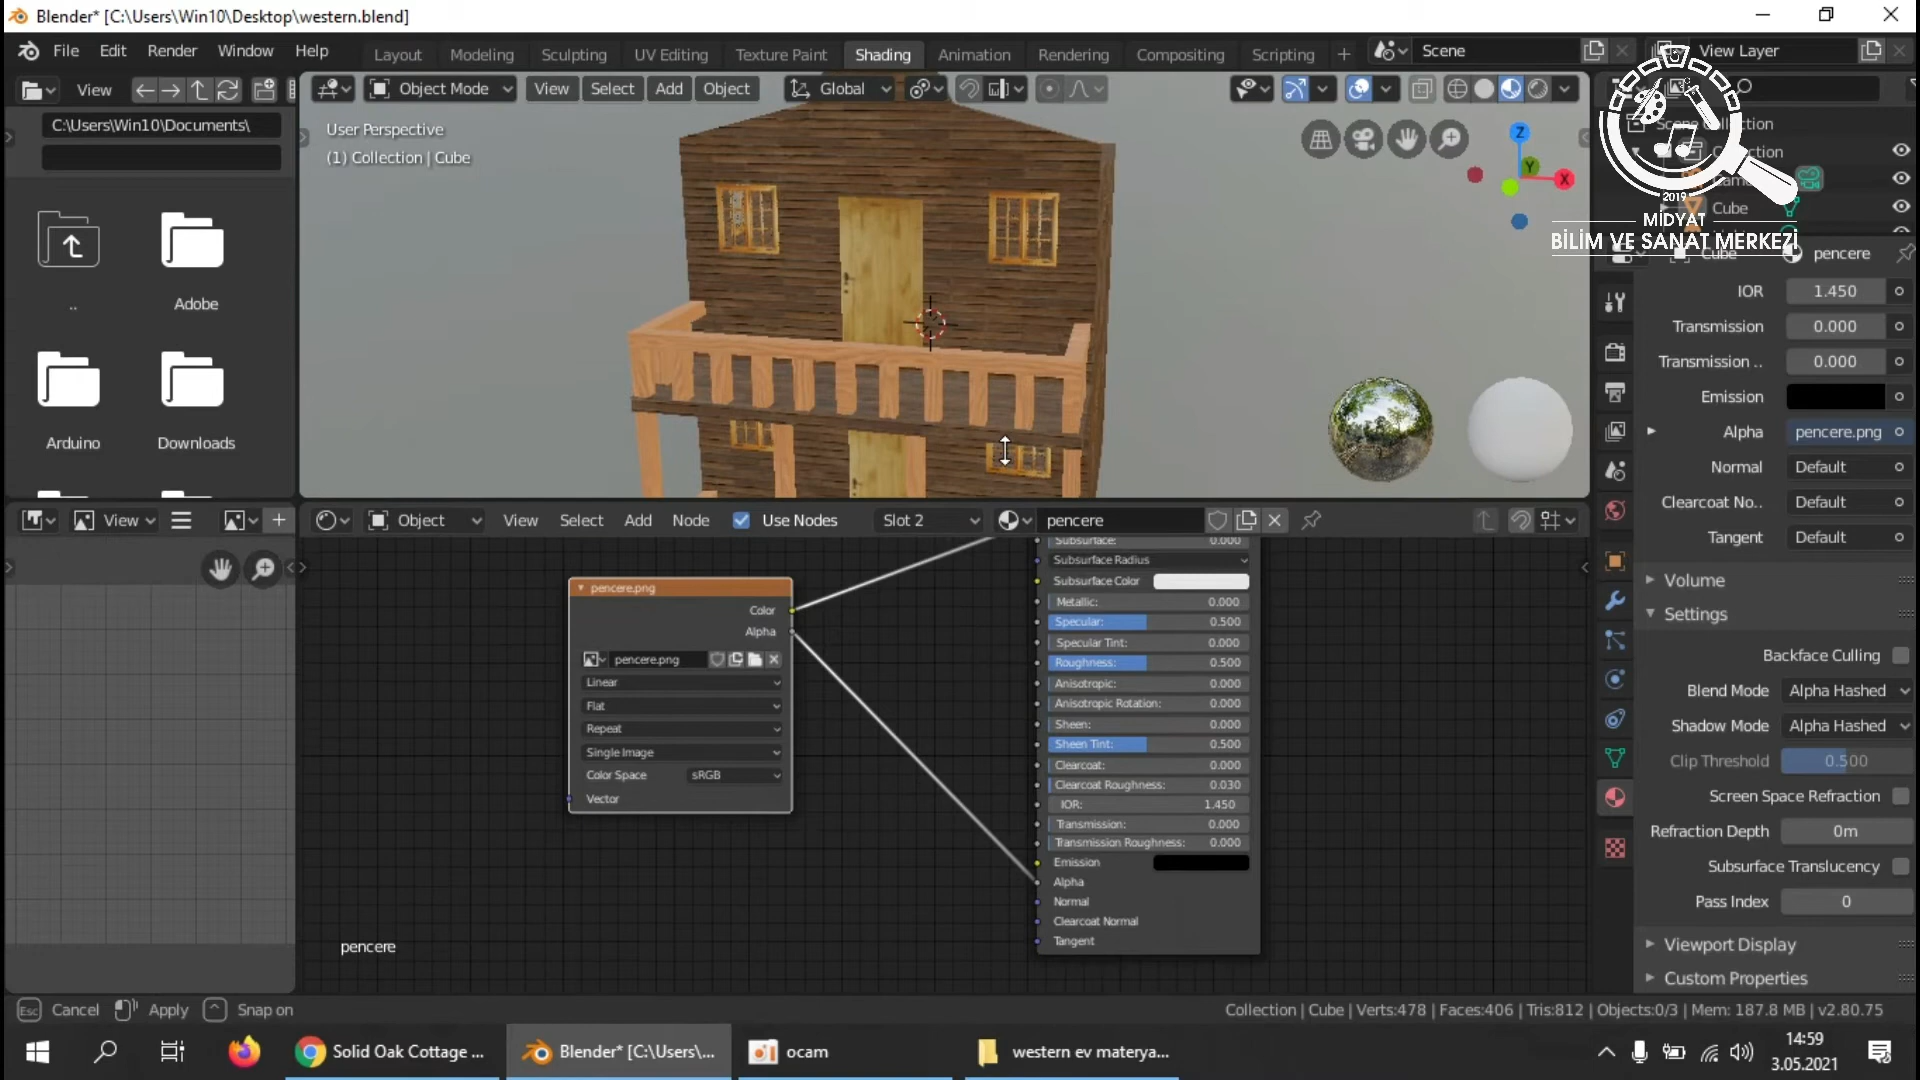 Blender* [C:\Users\Win10\Desktop\western.blend]
File Edit Render Window Help
Layout Modeling Sculpting UV Editing Texture Paint Shading Animation Rendering Compositing Scripting +
Scene
View Layer
View
Object Mode View Select Add Object Global
C:\Users\Win10\Documents\
User Perspective
(1) Collection | Cube
Z
Y
X
..
Adobe
Arduino
Downloads
Scene Collection
Collection
Cube
2019
MİDYAT
BİLİM VE SANAT MERKEZİ
Cube pencere
IOR 1.450
Transmission 0.000
Transmission .. 0.000
Emission
Alpha pencere.png
Normal Default
Clearcoat No.. Default
Tangent Default
Volume
Settings
Backface Culling
Blend Mode Alpha Hashed
Shadow Mode Alpha Hashed
Clip Threshold 0.500
Screen Space Refraction
Refraction Depth 0m
Subsurface Translucency
Pass Index 0
Viewport Display
Custom Properties
View
Object View Select Add Node Use Nodes Slot 2 pencere
pencere.png
Color
Alpha
pencere.png
Linear
Flat
Repeat
Single Image
Color Space sRGB
Vector
Subsurface: 0.000
Subsurface Radius
Subsurface Color
Metallic: 0.000
Specular: 0.500
Specular Tint: 0.000
Roughness: 0.500
Anisotropic: 0.000
Anisotropic Rotation: 0.000
Sheen: 0.000
Sheen Tint: 0.500
Clearcoat: 0.000
Clearcoat Roughness: 0.030
IOR: 1.450
Transmission: 0.000
Transmission Roughness: 0.000
Emission
Alpha
Normal
Clearcoat Normal
Tangent
pencere
Esc Cancel Apply Snap on
Collection | Cube | Verts:478 | Faces:406 | Tris:812 | Objects:0/3 | Mem: 187.8 MB | v2.80.75
Solid Oak Cottage ...
Blender* [C:\Users\...
ocam
western ev materya...
14:59
3.05.2021